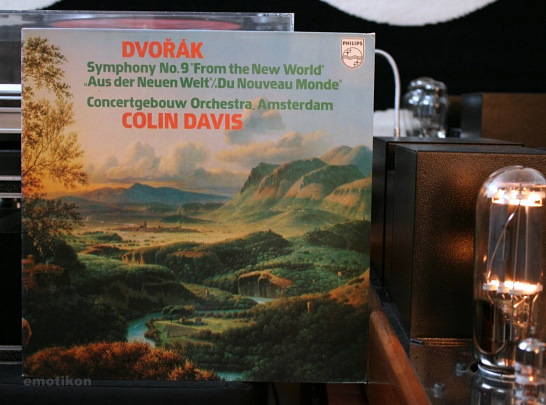 DVOŘÁK
PHILIPS
Symphony No. 9 "From the New World"
„Aus der Neuen Welt"/„Du Nouveau Monde"
Concertgebouw Orchestra, Amsterdam
COLIN DAVIS
emotikon